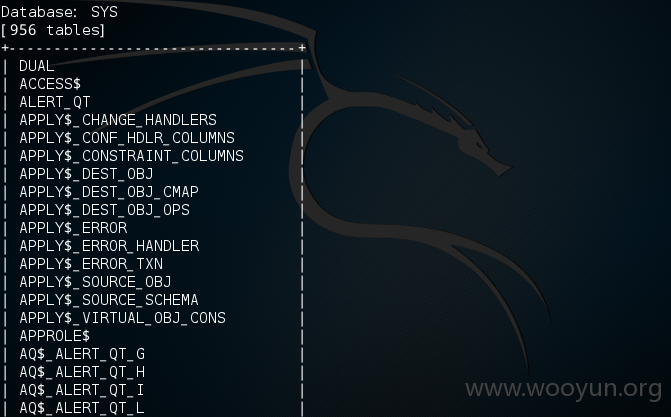 Database: SYS
[956 tables]
+--------------------------------+
| DUAL |
| ACCESS$ |
| ALERT_QT |
| APPLY$_CHANGE_HANDLERS |
| APPLY$_CONF_HDLR_COLUMNS |
| APPLY$_CONSTRAINT_COLUMNS |
| APPLY$_DEST_OBJ |
| APPLY$_DEST_OBJ_CMAP |
| APPLY$_DEST_OBJ_OPS |
| APPLY$_ERROR |
| APPLY$_ERROR_HANDLER |
| APPLY$_ERROR_TXN |
| APPLY$_SOURCE_OBJ |
| APPLY$_SOURCE_SCHEMA |
| APPLY$_VIRTUAL_OBJ_CONS |
| APPROLE$ |
| AQ$_ALERT_QT_G |
| AQ$_ALERT_QT_H |
| AQ$_ALERT_QT_I |
| AQ$_ALERT_QT_L |
www.wooyun.org